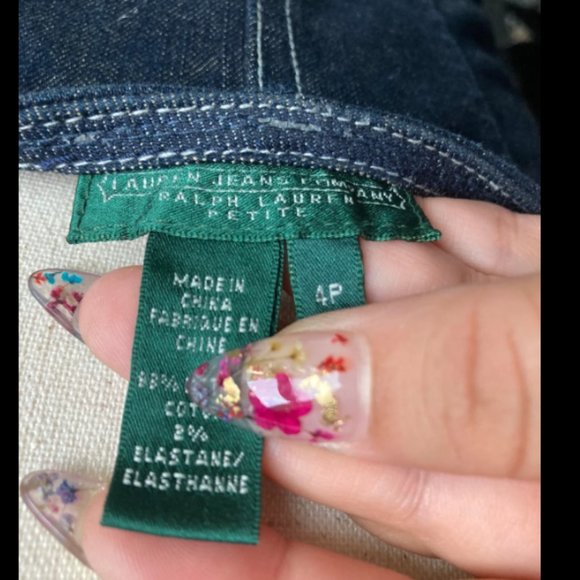 LAUREN JEANS COMPANY
RALPH LAUREN
PETITE
MADE IN
CHINA
FABRIQUE EN
CHINE
4P
2%
ELASTANE/
ELASTHANNE